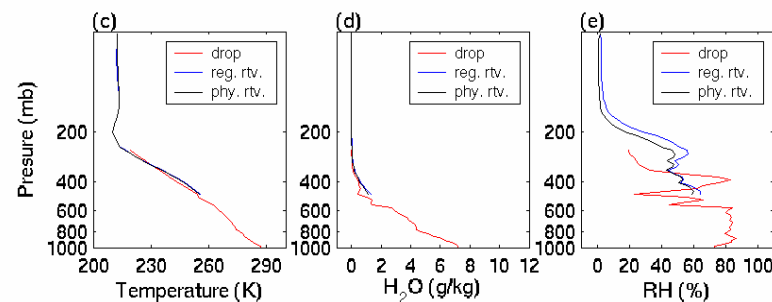 (c)
drop
reg. rtv.
phy. rtv.
Presure (mb)
200
400
600
800
1000
200 230 260 290
Temperature (K)
(d)
drop
reg. rtv.
phy. rtv.
200
400
600
800
1000
0 2 4 6 8 10 12
H2O (g/kg)
(e)
drop
reg. rtv.
phy. rtv.
200
400
600
800
1000
0 20 40 60 80 100
RH (%)